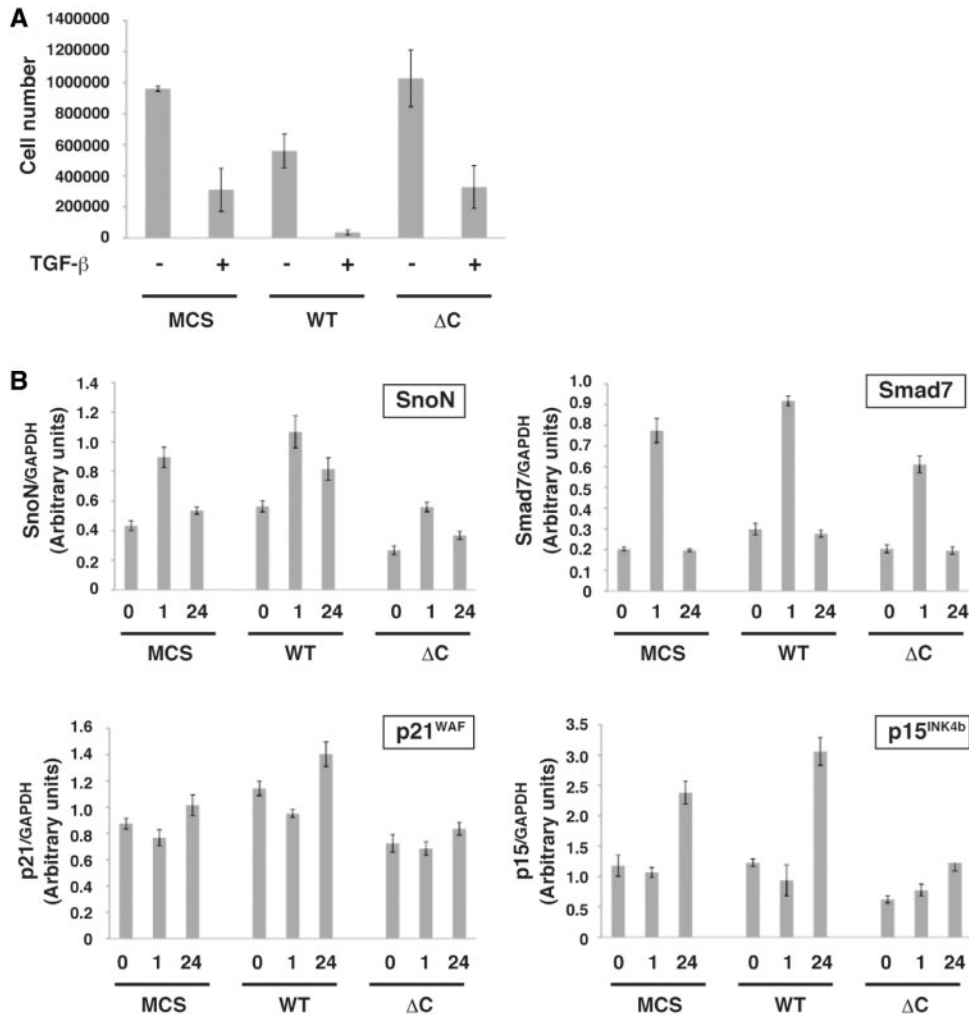 A
Cell number
1400000
1200000
1000000
800000
600000
400000
200000
0
TGF-β - + - + - +
MCS WT ΔC
B
SnoN
SnoN/GAPDH
(Arbitrary units)
1.4
1.2
1.0
0.8
0.6
0.4
0.2
0
0 1 24 0 1 24 0 1 24
MCS WT ΔC
Smad7
Smad7/GAPDH
(Arbitrary units)
1.0
0.9
0.8
0.7
0.6
0.5
0.4
0.3
0.2
0.1
0
0 1 24 0 1 24 0 1 24
MCS WT ΔC
p21WAF
p21/GAPDH
(Arbitrary units)
1.6
1.4
1.2
1.0
0.8
0.6
0.4
0.2
0
0 1 24 0 1 24 0 1 24
MCS WT ΔC
p15INK4b
p15/GAPDH
(Arbitrary units)
3.5
3.0
2.5
2.0
1.5
1.0
0.5
0
0 1 24 0 1 24 0 1 24
MCS WT ΔC